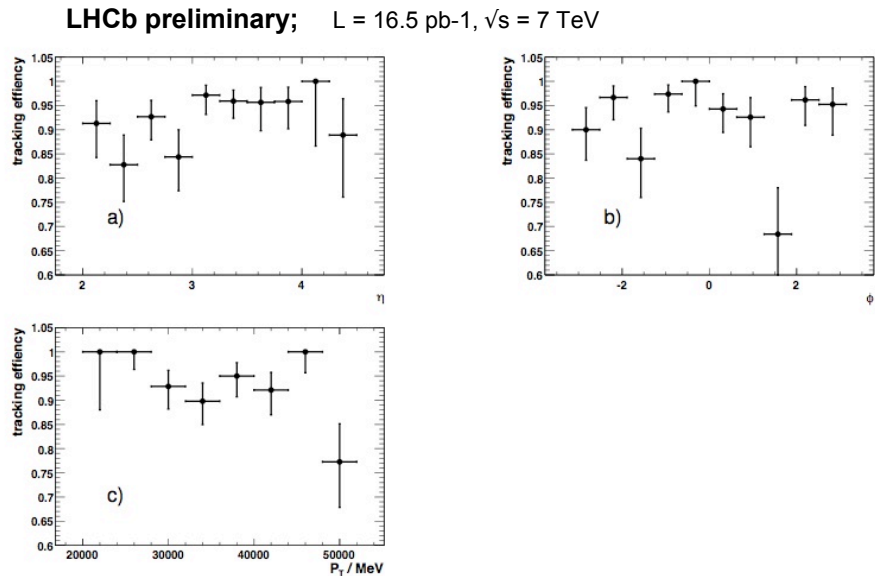 LHCb preliminary; L = 16.5 pb-1, √s = 7 TeV
tracking effiency
1.05
1
0.95
0.9
0.85
0.8
0.75
0.7
0.65
0.6
a)
2 3 4
η
tracking effiency
1.05
1
0.95
0.9
0.85
0.8
0.75
0.7
0.65
0.6
b)
-2 0 2
ϕ
tracking effiency
1.05
1
0.95
0.9
0.85
0.8
0.75
0.7
0.65
0.6
c)
20000 30000 40000 50000
P_T / MeV